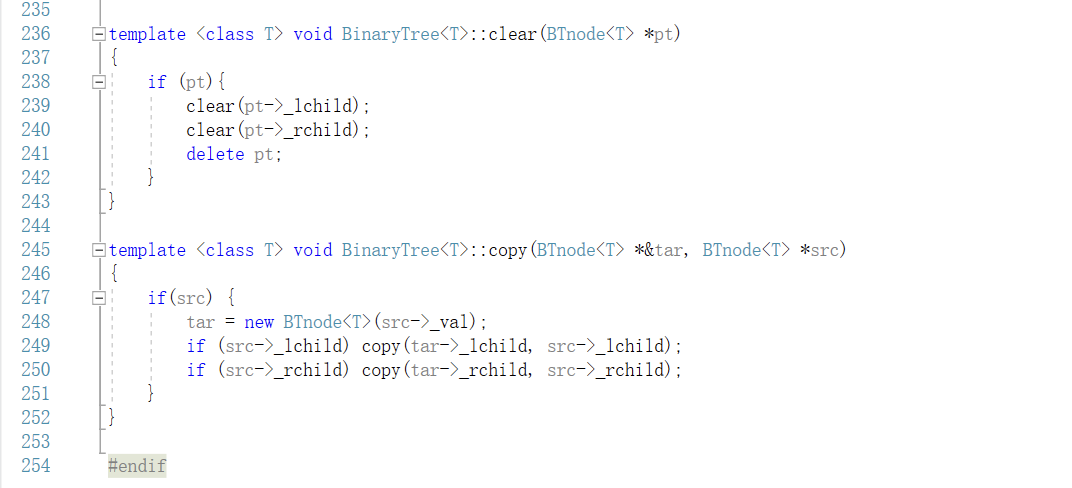 235
236 template <class T> void BinaryTree<T>::clear(BTnode<T> *pt)
237 {
238     if (pt){
239         clear(pt->_lchild);
240         clear(pt->_rchild);
241         delete pt;
242     }
243 }
244
245 template <class T> void BinaryTree<T>::copy(BTnode<T> *&tar, BTnode<T> *src)
246 {
247     if(src) {
248         tar = new BTnode<T>(src->_val);
249         if (src->_lchild) copy(tar->_lchild, src->_lchild);
250         if (src->_rchild) copy(tar->_rchild, src->_rchild);
251     }
252 }
253
254 #endif